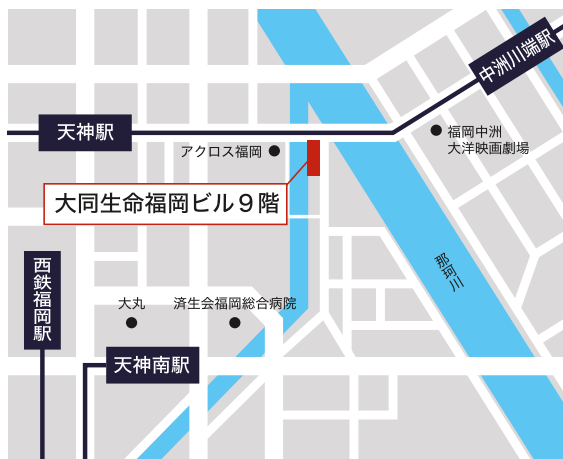 中洲川端駅
天神駅
福岡中洲
大洋映画劇場
アクロス福岡
大同生命福岡ビル９階
西鉄福岡駅
那珂川
大丸
済生会福岡総合病院
天神南駅